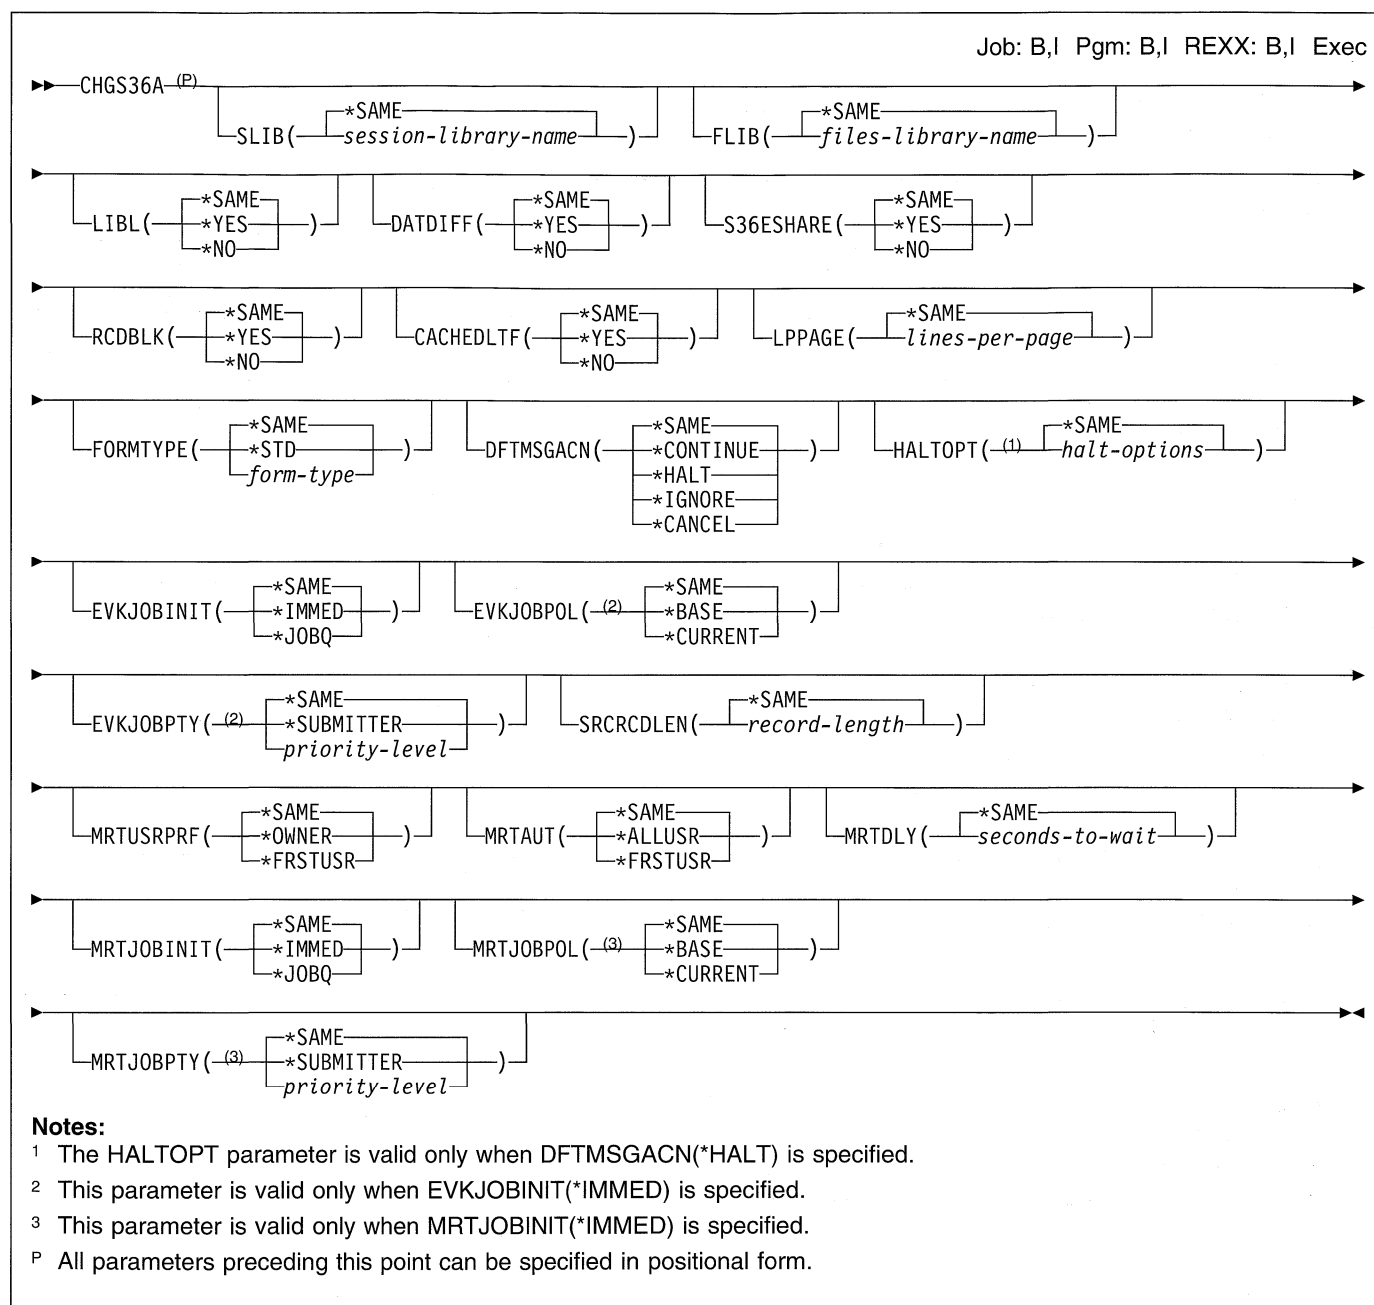 Job: B,I Pgm: B,I REXX: B,I Exec
CHGS36A (P)
*SAME *SAME
SLIB( session-library-name ) FLIB( files-library-name )
*SAME *SAME *SAME
LIBL( *YES ) DATDIFF( *YES ) S36ESHARE( *YES )
*NO *NO *NO
*SAME *SAME *SAME
RCDBLK( *YES ) CACHEDLTF( *YES ) LPPAGE( lines-per-page )
*NO *NO
*SAME *SAME *SAME
FORMTYPE( *STD ) DFTMSGACN( *CONTINUE ) HALTOPT( (1) halt-options )
form-type *HALT
*IGNORE
*CANCEL
*SAME *SAME
EVKJOBINIT( *IMMED ) EVKJOBPOL( (2) *BASE )
*JOBQ *CURRENT
*SAME *SAME
EVKJOBPTY( (2) *SUBMITTER ) SRCRCDLEN( record-length )
priority-level
*SAME *SAME *SAME
MRTUSRPRF( *OWNER ) MRTAUT( *ALLUSR ) MRTDLY( seconds-to-wait )
*FRSTUSR *FRSTUSR
*SAME *SAME
MRTJOBINIT( *IMMED ) MRTJOBPOL( (3) *BASE )
*JOBQ *CURRENT
*SAME
MRTJOBPTY( (3) *SUBMITTER )
priority-level
Notes:
1 The HALTOPT parameter is valid only when DFTMSGACN(*HALT) is specified.
2 This parameter is valid only when EVKJOBINIT(*IMMED) is specified.
3 This parameter is valid only when MRTJOBINIT(*IMMED) is specified.
P All parameters preceding this point can be specified in positional form.